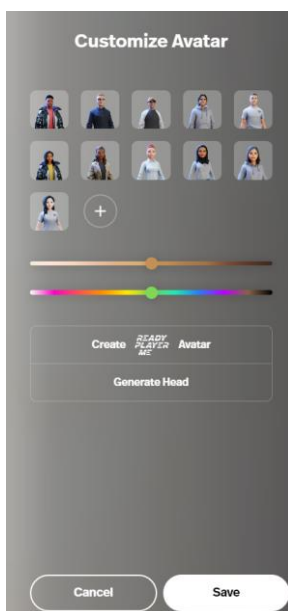 Customize Avatar
+
Create READY PLAYER ME Avatar
Generate Head
Cancel
Save